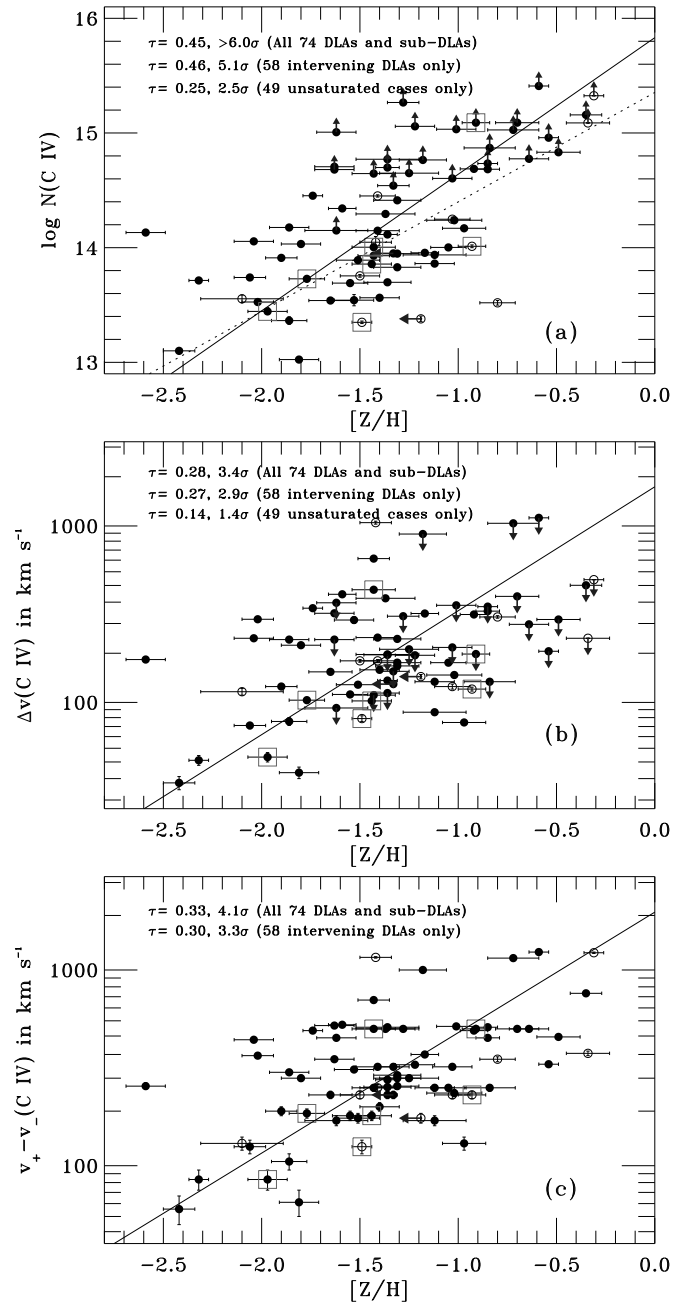 16
τ= 0.45, >6.0σ (All 74 DLAs and sub-DLAs)
τ= 0.46, 5.1σ (58 intervening DLAs only)
τ= 0.25, 2.5σ (49 unsaturated cases only)
15
log N(C IV)
14
(a)
13
−2.5 −2.0 −1.5 −1.0 −0.5 0.0
[Z/H]
τ= 0.28, 3.4σ (All 74 DLAs and sub-DLAs)
τ= 0.27, 2.9σ (58 intervening DLAs only)
τ= 0.14, 1.4σ (49 unsaturated cases only)
1000
Δv(C IV) in km s⁻¹
100
(b)
−2.5 −2.0 −1.5 −1.0 −0.5 0.0
[Z/H]
τ= 0.33, 4.1σ (All 74 DLAs and sub-DLAs)
τ= 0.30, 3.3σ (58 intervening DLAs only)
1000
v₊−v₋(C IV) in km s⁻¹
100
(c)
−2.5 −2.0 −1.5 −1.0 −0.5 0.0
[Z/H]